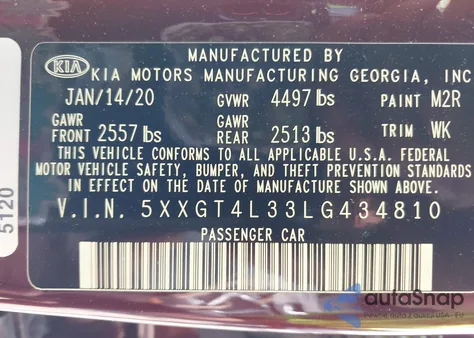 MANUFACTURED BY
KIA KIA MOTORS MANUFACTURING GEORGIA, INC
JAN/14/20 GVWR 4497 lbs PAINT M2R
GAWR FRONT 2557 lbs GAWR REAR 2513 lbs TRIM WK
THIS VEHICLE CONFORMS TO ALL APPLICABLE U.S.A. FEDERAL
MOTOR VEHICLE SAFETY, BUMPER, AND THEFT PREVENTION STANDARDS
IN EFFECT ON THE DATE OF MANUFACTURE SHOWN ABOVE.
V.I.N. 5XXGT4L33LG434810
PASSENGER CAR
5120
autoSnap